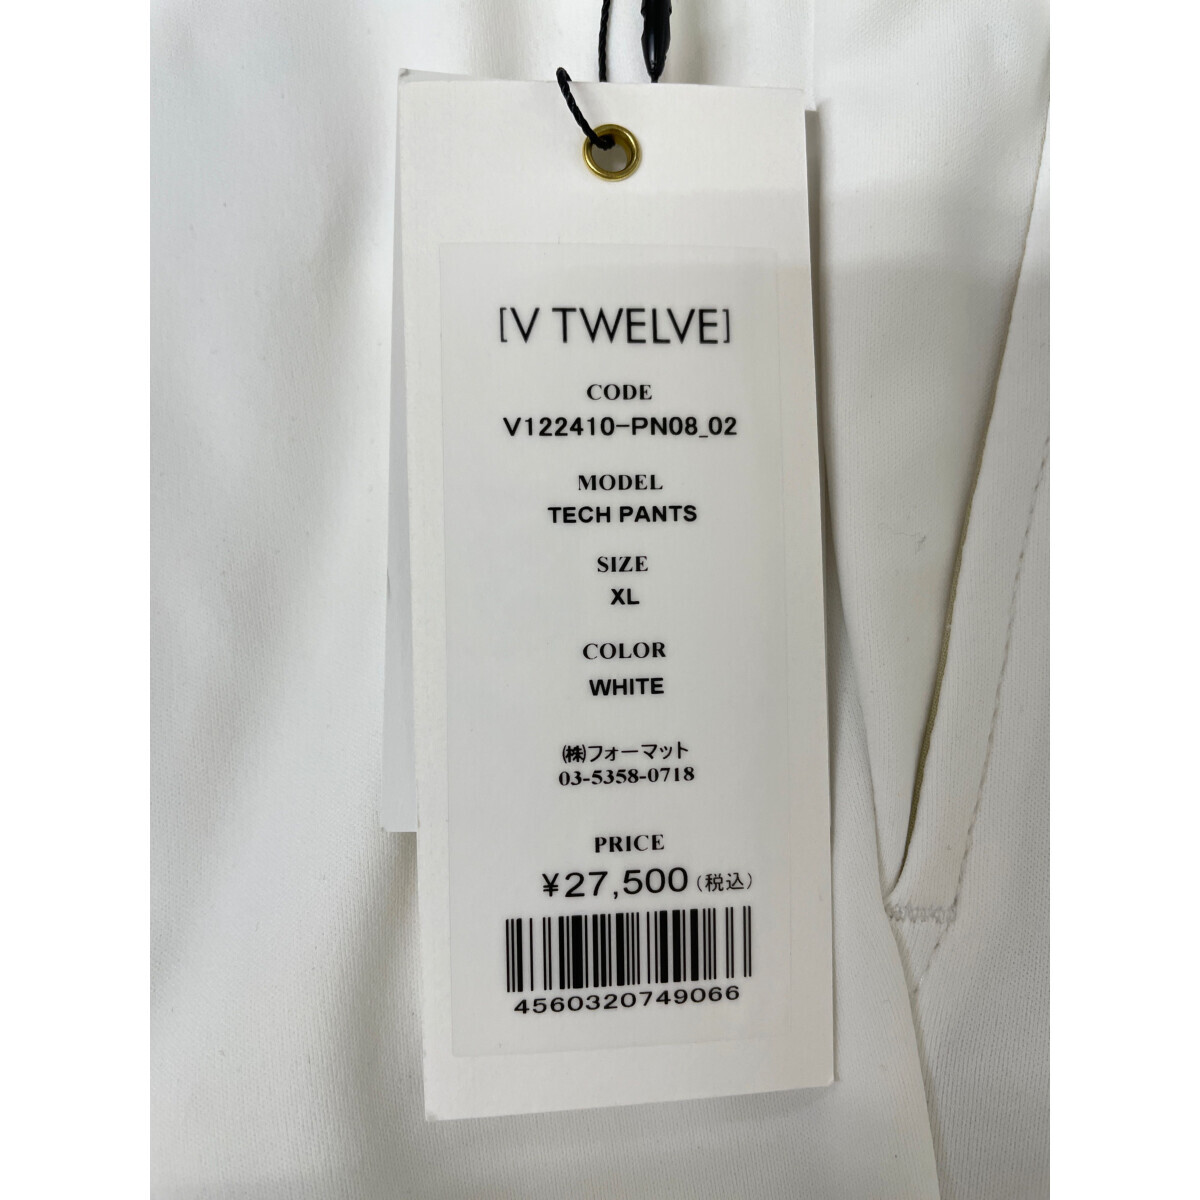 [V TWELVE]
CODE
V122410-PN08_02
MODEL
TECH PANTS
SIZE
XL
COLOR
WHITE
㈱フォーマット
03-5358-0718
PRICE
¥27,500(税込)
4560320749066